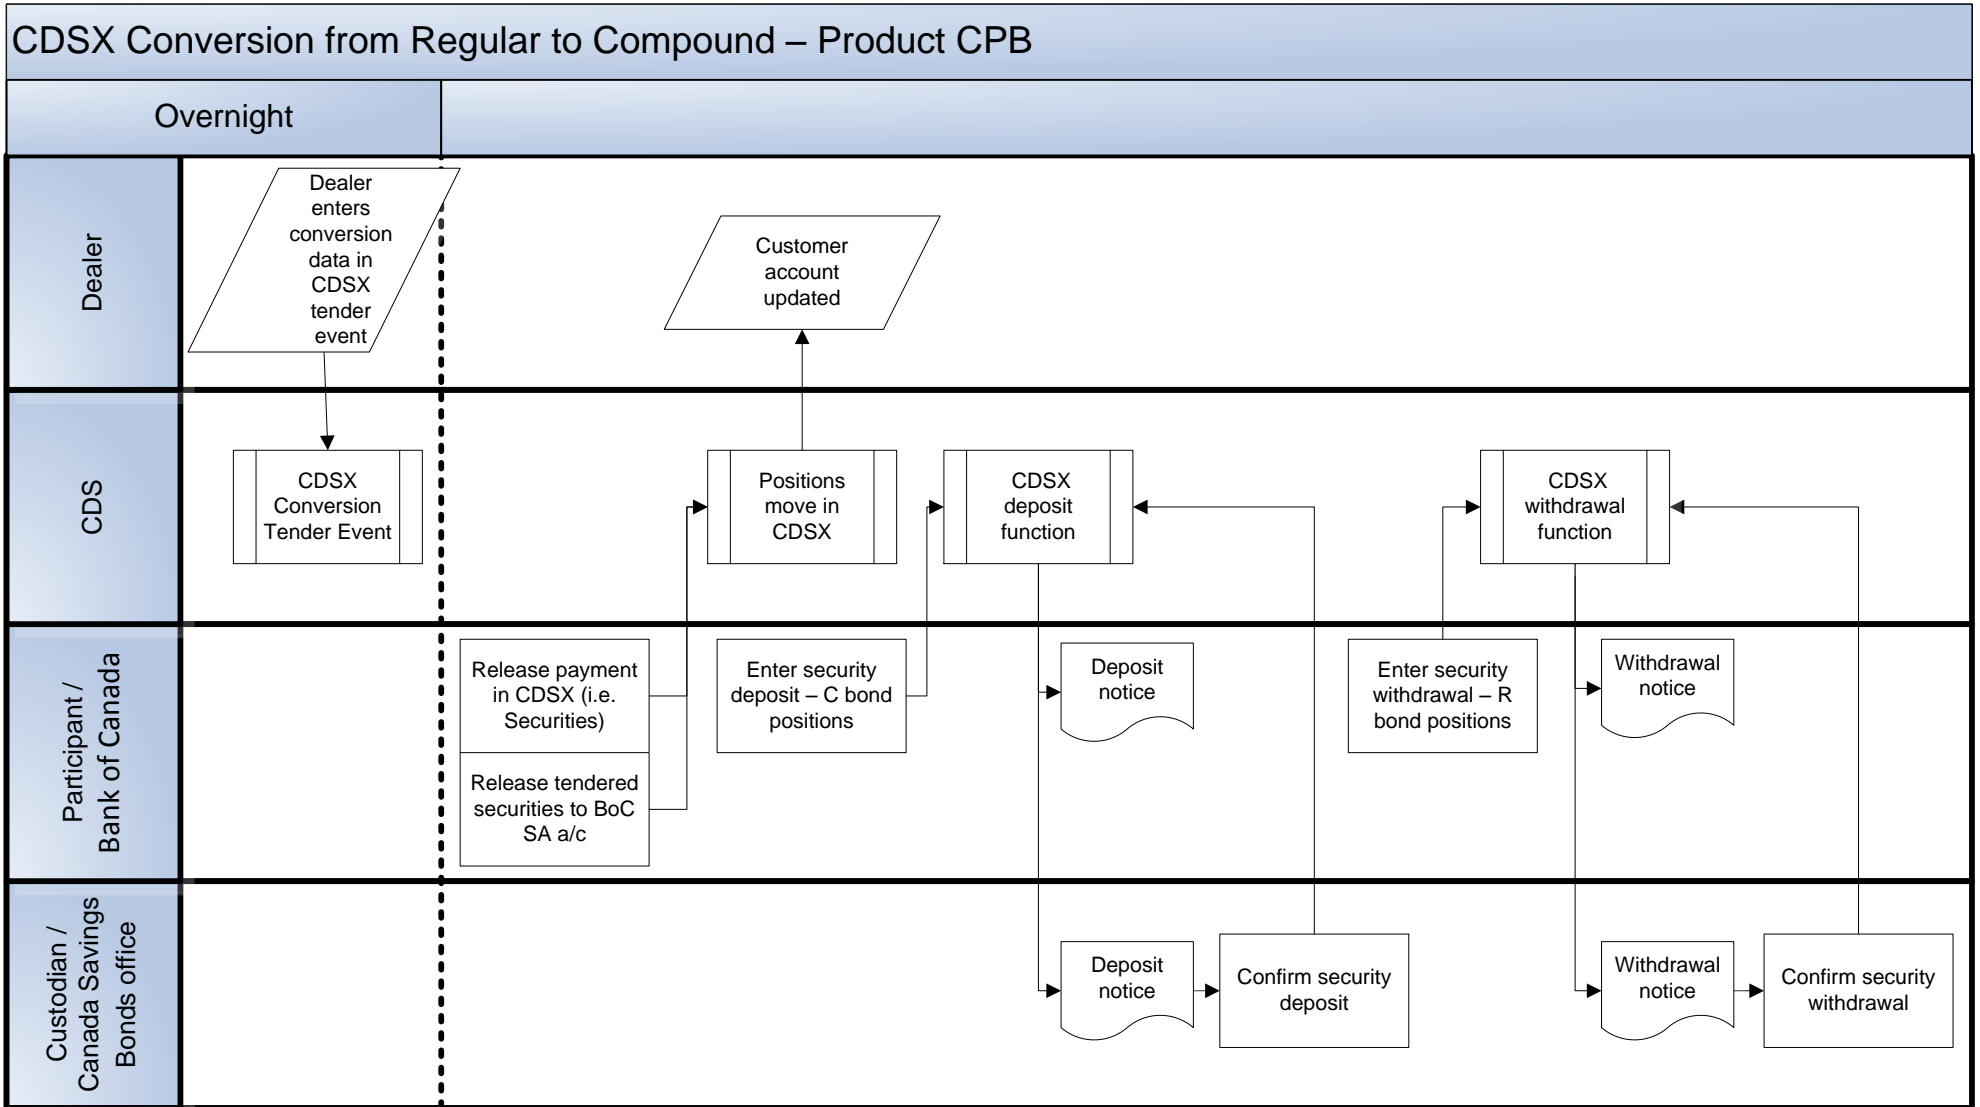 CDSX Conversion from Regular to Compound – Product CPB
Overnight
Dealer
Dealer
enters
conversion
data in
CDSX
tender
event
Customer
account
updated
CDS
CDSX
Conversion
Tender Event
Positions
move in
CDSX
CDSX
deposit
function
CDSX
withdrawal
function
Participant /
Bank of Canada
Release payment
in CDSX (i.e.
Securities)
Release tendered
securities to BoC
SA a/c
Enter security
deposit – C bond
positions
Deposit
notice
Enter security
withdrawal – R
bond positions
Withdrawal
notice
Custodian /
Canada Savings
Bonds office
Deposit
notice
Confirm security
deposit
Withdrawal
notice
Confirm security
withdrawal